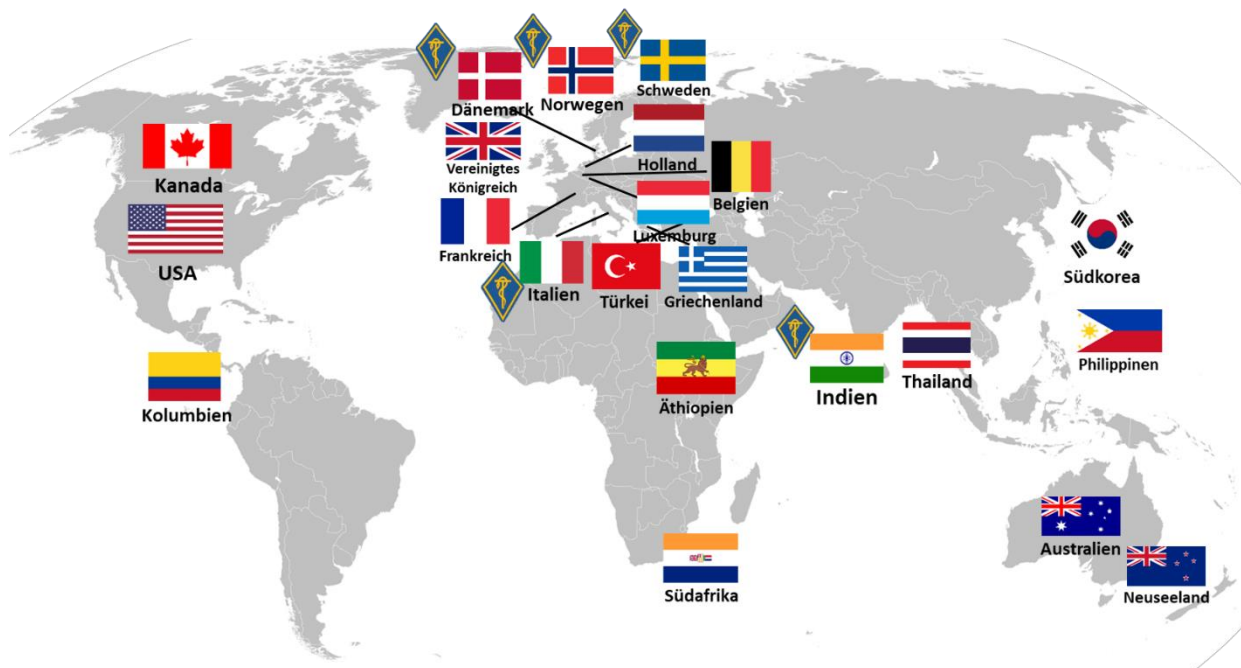 Dänemark
Norwegen
Schweden
Kanada
Vereinigtes
Königreich
Holland
Belgien
USA
Frankreich
Luxemburg
Italien
Türkei
Griechenland
Südkorea
Kolumbien
Äthiopien
Indien
Thailand
Philippinen
Australien
Südafrika
Neuseeland